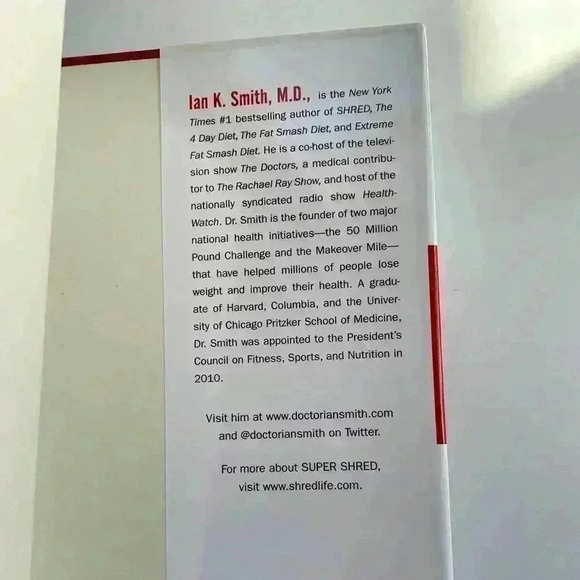 Ian K. Smith, M.D., is the New York
Times #1 bestselling author of SHRED, The
4 Day Diet, The Fat Smash Diet, and Extreme
Fat Smash Diet. He is a co-host of the televi-
sion show The Doctors, a medical contribu-
tor to The Rachael Ray Show, and host of the
nationally syndicated radio show Health-
Watch. Dr. Smith is the founder of two major
national health initiatives—the 50 Million
Pound Challenge and the Makeover Mile—
that have helped millions of people lose
weight and improve their health. A gradu-
ate of Harvard, Columbia, and the Univer-
sity of Chicago Pritzker School of Medicine,
Dr. Smith was appointed to the President's
Council on Fitness, Sports, and Nutrition in
2010.
Visit him at www.doctoriansmith.com
and @doctoriansmith on Twitter.
For more about SUPER SHRED,
visit www.shredlife.com.